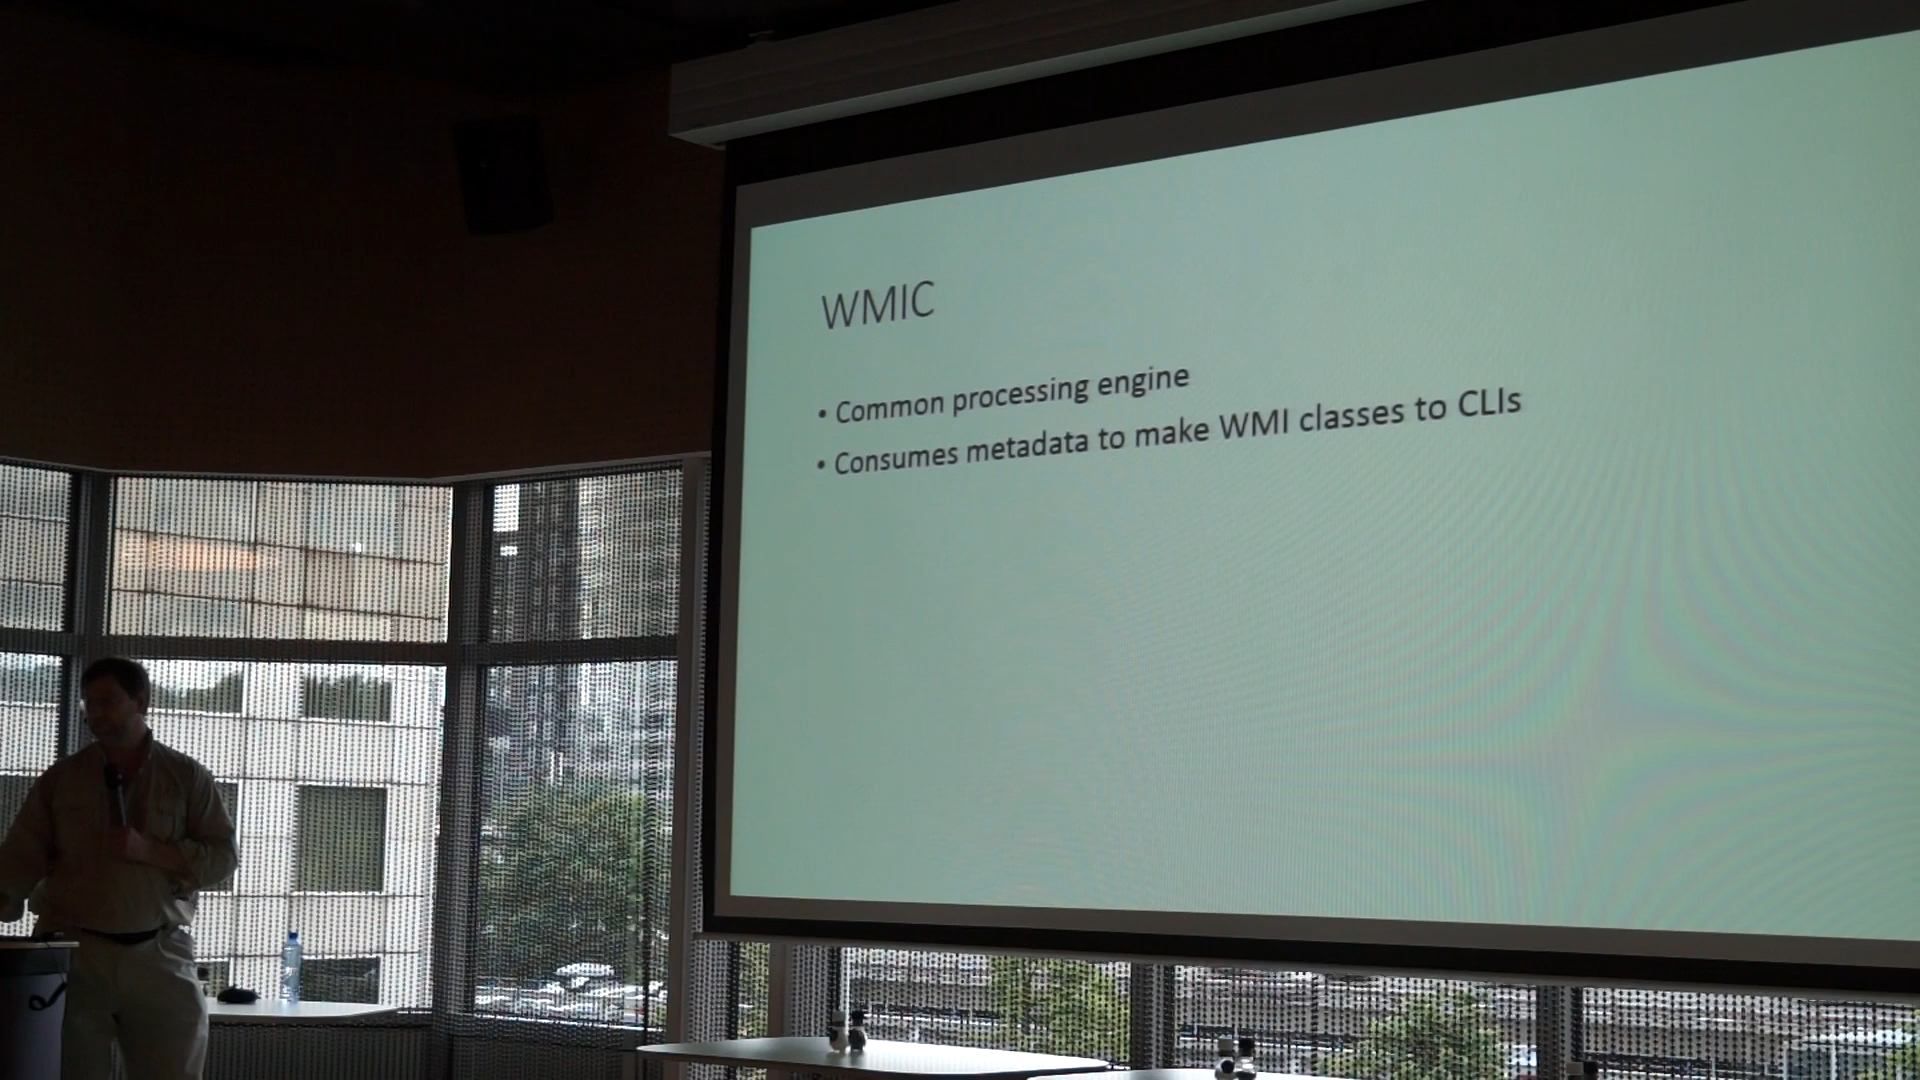 WMIC
• Common processing engine
• Consumes metadata to make WMI classes to CLIs